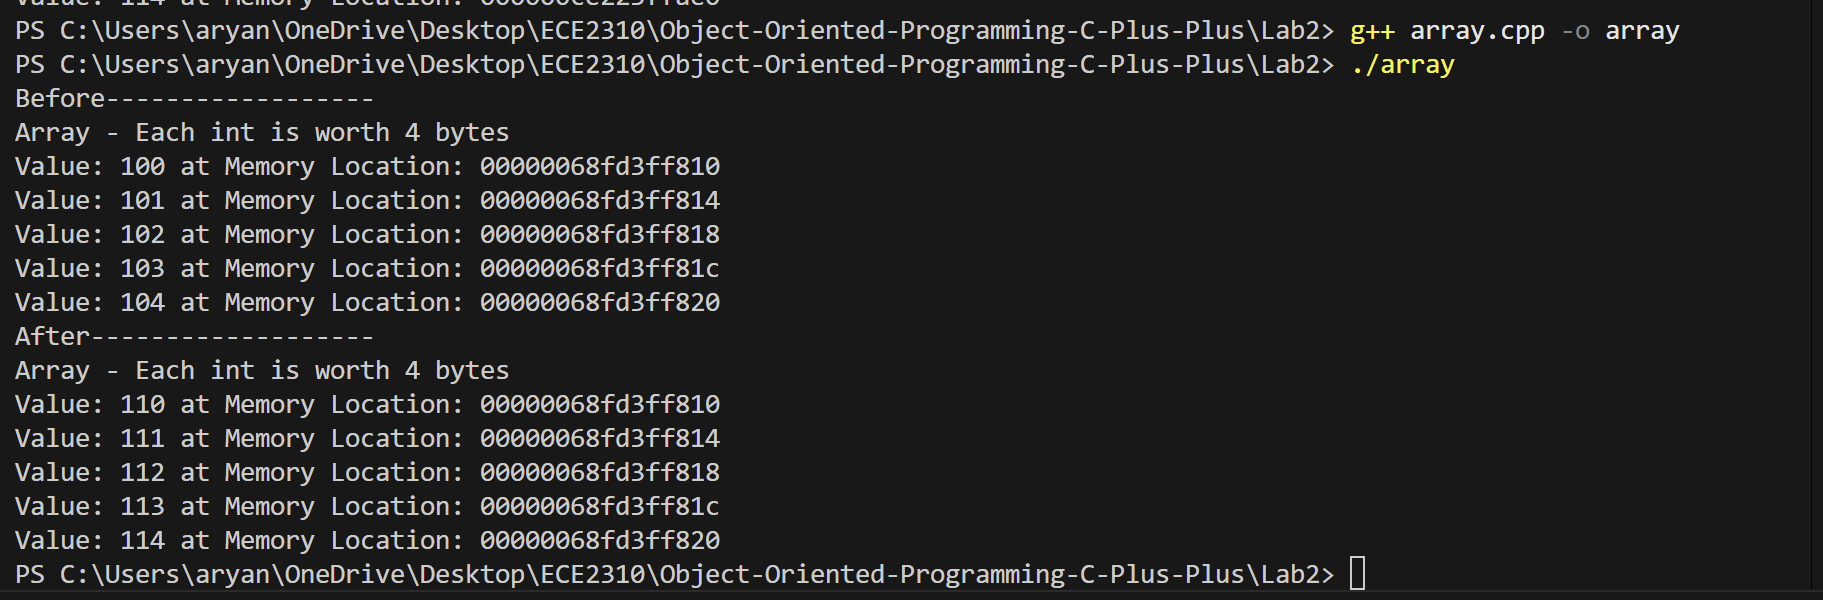 PS C:\Users\aryan\OneDrive\Desktop\ECE2310\Object-Oriented-Programming-C-Plus-Plus\Lab2> g++ array.cpp -o array
PS C:\Users\aryan\OneDrive\Desktop\ECE2310\Object-Oriented-Programming-C-Plus-Plus\Lab2> ./array
Before------------------
Array - Each int is worth 4 bytes
Value: 100 at Memory Location: 00000068fd3ff810
Value: 101 at Memory Location: 00000068fd3ff814
Value: 102 at Memory Location: 00000068fd3ff818
Value: 103 at Memory Location: 00000068fd3ff81c
Value: 104 at Memory Location: 00000068fd3ff820
After-------------------
Array - Each int is worth 4 bytes
Value: 110 at Memory Location: 00000068fd3ff810
Value: 111 at Memory Location: 00000068fd3ff814
Value: 112 at Memory Location: 00000068fd3ff818
Value: 113 at Memory Location: 00000068fd3ff81c
Value: 114 at Memory Location: 00000068fd3ff820
PS C:\Users\aryan\OneDrive\Desktop\ECE2310\Object-Oriented-Programming-C-Plus-Plus\Lab2>